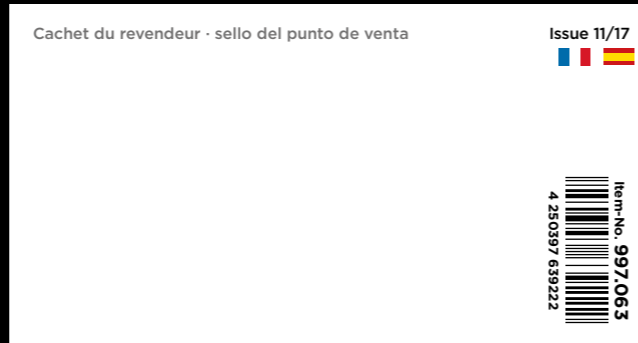 Cachet du revendeur · sello del punto de venta
Issue 11/17
Item-No. 997.063
4 250397 639222